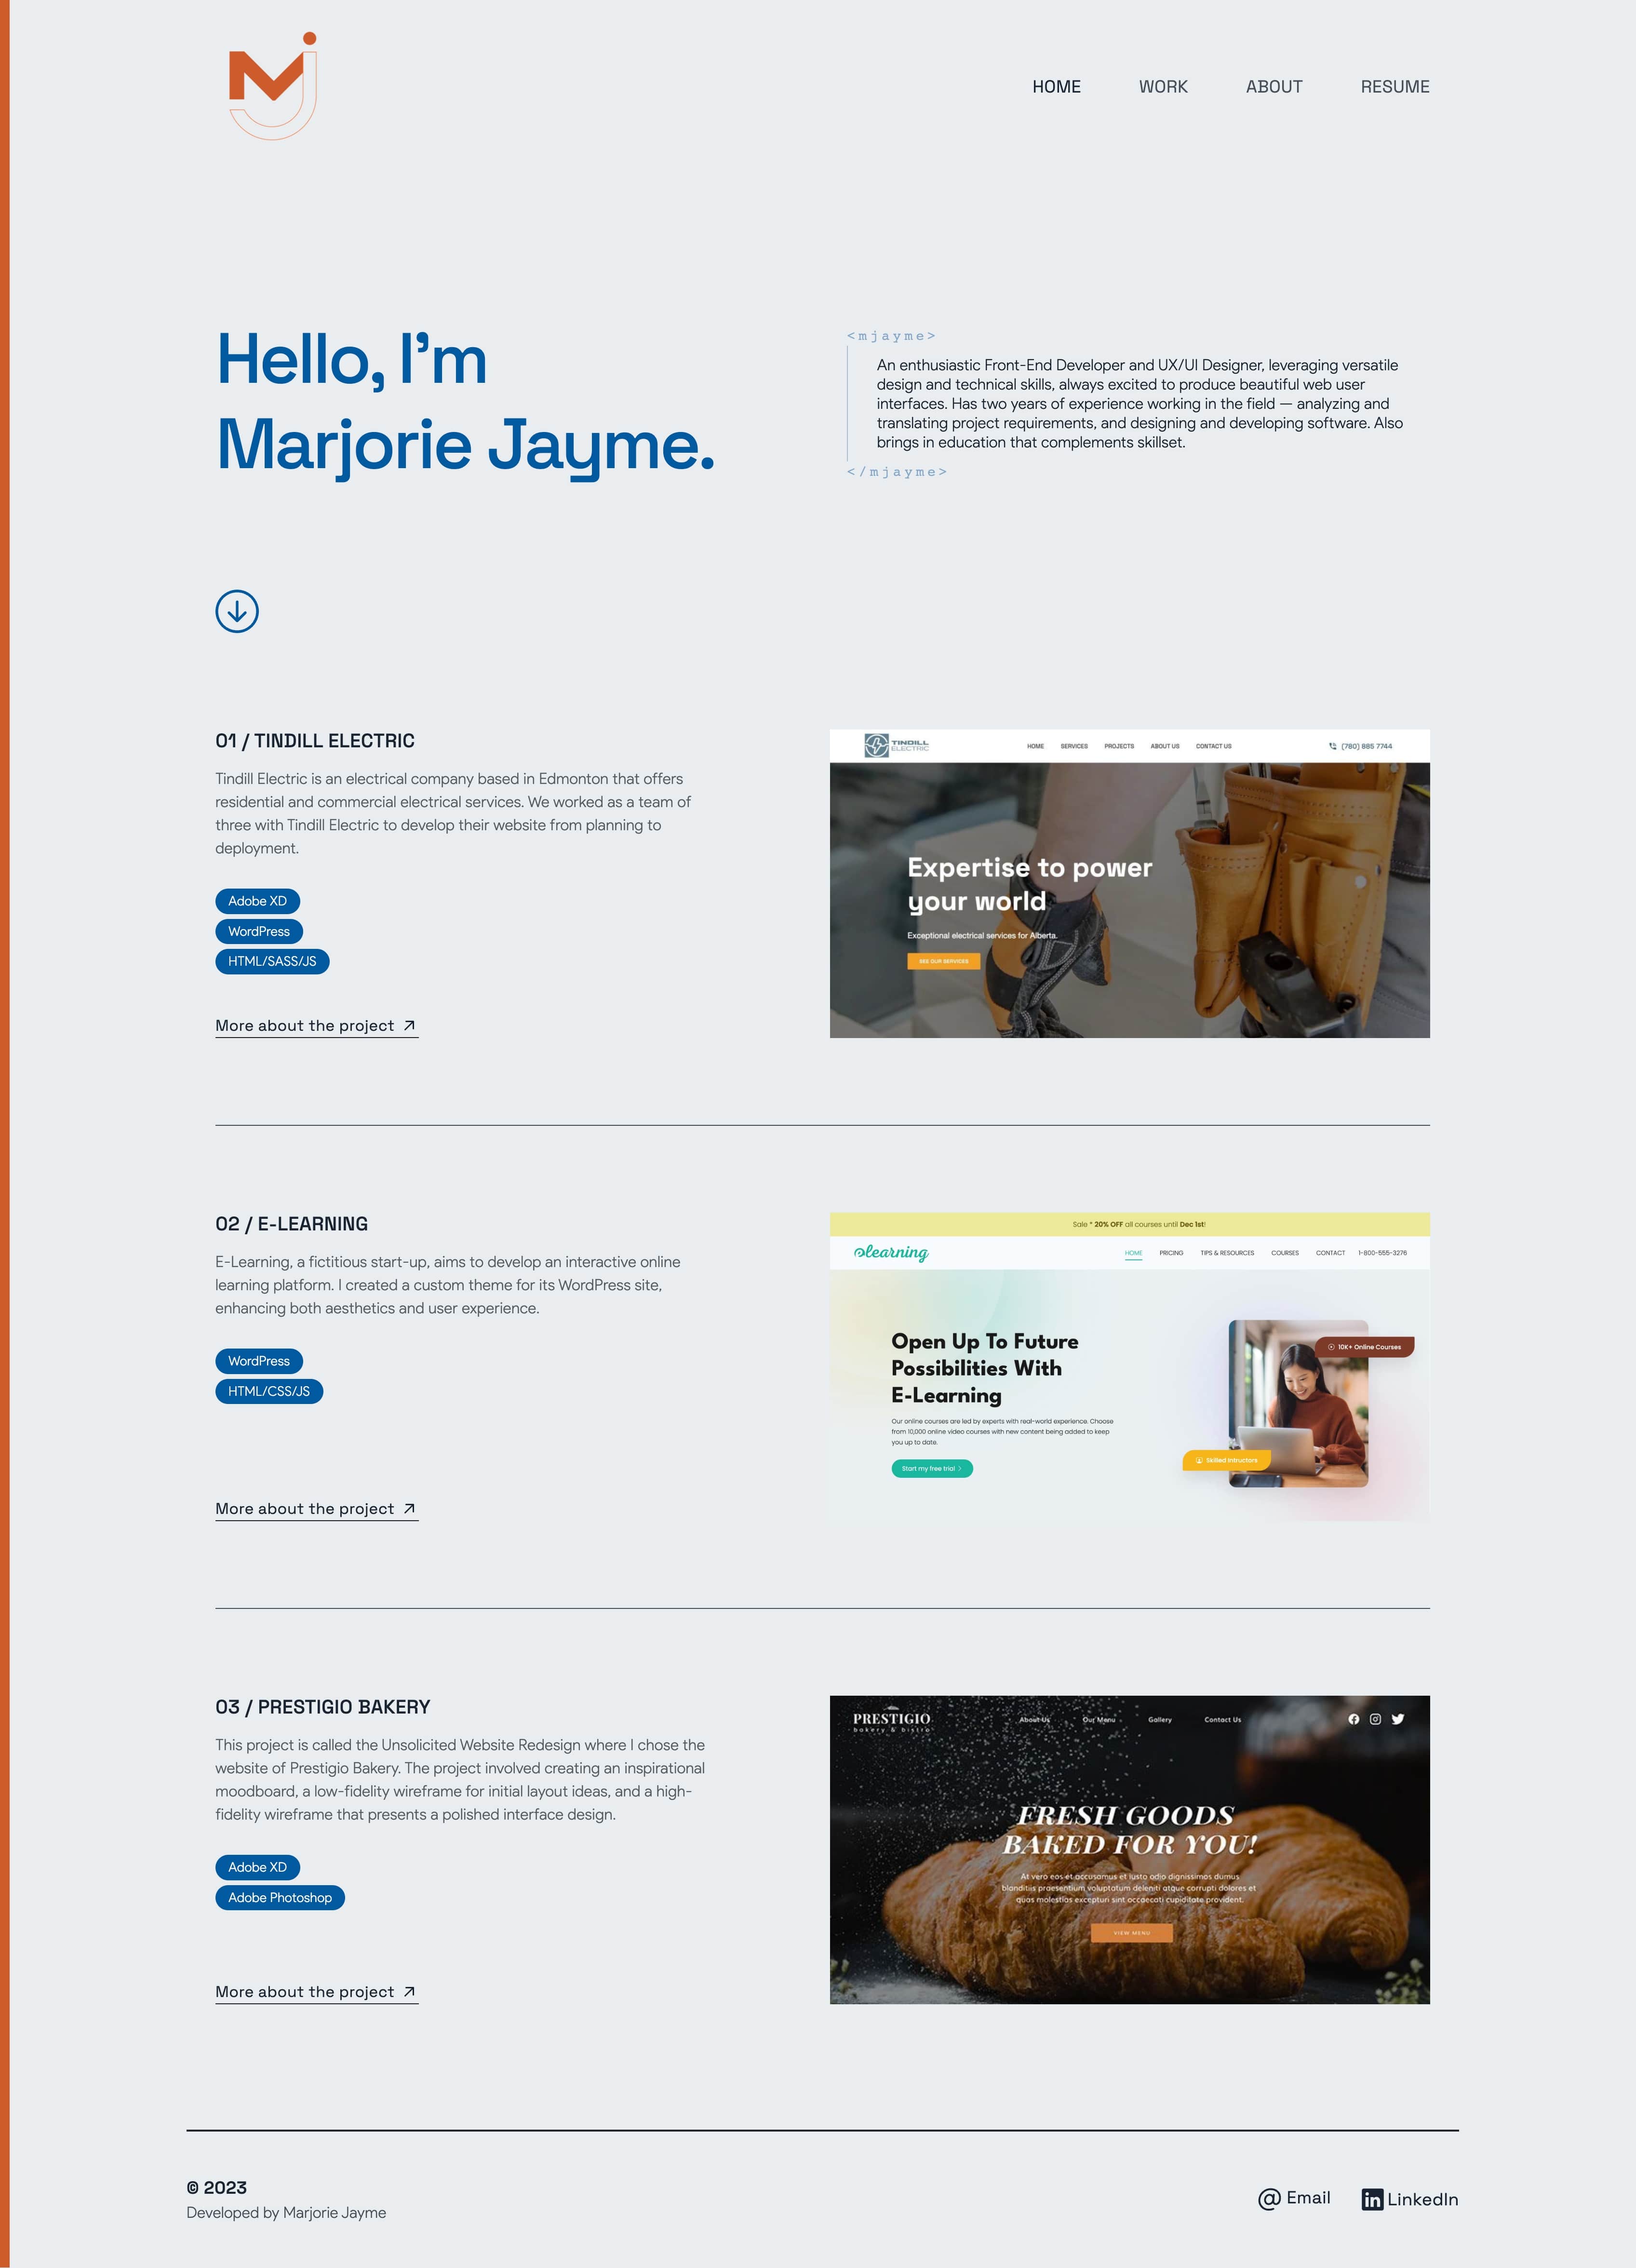 HOME WORK ABOUT RESUME
Hello, I’m
Marjorie Jayme.
<mjayme>
An enthusiastic Front-End Developer and UX/UI Designer, leveraging versatile
design and technical skills, always excited to produce beautiful web user
interfaces. Has two years of experience working in the field — analyzing and
translating project requirements, and designing and developing software. Also
brings in education that complements skillset.
</mjayme>
01 / TINDILL ELECTRIC
Tindill Electric is an electrical company based in Edmonton that offers
residential and commercial electrical services. We worked as a team of
three with Tindill Electric to develop their website from planning to
deployment.
Adobe XD
WordPress
HTML/SASS/JS
More about the project
TINDILL
ELECTRIC
HOME SERVICES PROJECTS ABOUT US CONTACT US (780) 885 7744
Expertise to power
your world
Exceptional electrical services for Alberta.
SEE OUR SERVICES
02 / E-LEARNING
E-Learning, a fictitious start-up, aims to develop an interactive online
learning platform. I created a custom theme for its WordPress site,
enhancing both aesthetics and user experience.
WordPress
HTML/CSS/JS
More about the project
Sale * 20% OFF all courses until Dec 1st!
elearning
HOME PRICING TIPS & RESOURCES COURSES CONTACT 1-800-555-3276
Open Up To Future
Possibilities With
E-Learning
Our online courses are led by experts with real-world experience. Choose
from 10,000 online video courses with new content being added to keep
you up to date.
Start my free trial >
10K+ Online Courses
Skilled Intructors
03 / PRESTIGIO BAKERY
This project is called the Unsolicited Website Redesign where I chose the
website of Prestigio Bakery. The project involved creating an inspirational
moodboard, a low-fidelity wireframe for initial layout ideas, and a high-
fidelity wireframe that presents a polished interface design.
Adobe XD
Adobe Photoshop
More about the project
PRESTIGIO
bakery & bistro
About Us Our Menu Gallery Contact Us
FRESH GOODS
BAKED FOR YOU!
At vero eos et accusamus et iusto odio dignissimos dumus
blanditiis praesentium voluptatum deleniti atque corrupti dolores et
quas molestias excepturi sint occaecati cupiditate provident.
VIEW MENU
© 2023
Developed by Marjorie Jayme
Email LinkedIn